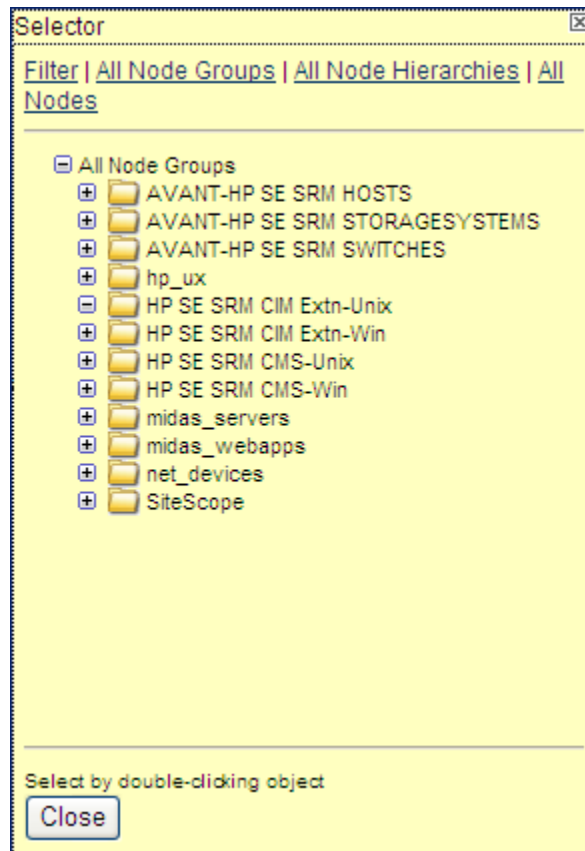 Selector
Filter | All Node Groups | All Node Hierarchies | All
Nodes
All Node Groups
AVANT-HP SE SRM HOSTS
AVANT-HP SE SRM STORAGESYSTEMS
AVANT-HP SE SRM SWITCHES
hp_ux
HP SE SRM CIM Extn-Unix
HP SE SRM CIM Extn-Win
HP SE SRM CMS-Unix
HP SE SRM CMS-Win
midas_servers
midas_webapps
net_devices
SiteScope
Select by double-clicking object
Close